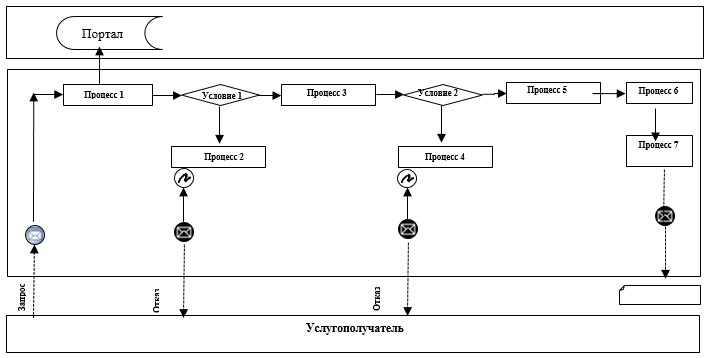 Портал
Процесс 1
Условие 1
Процесс 3
Условие 2
Процесс 5
Процесс 6
Процесс 2
Процесс 4
Процесс 7
Запрос
Отказ
Отказ
Услугополучатель